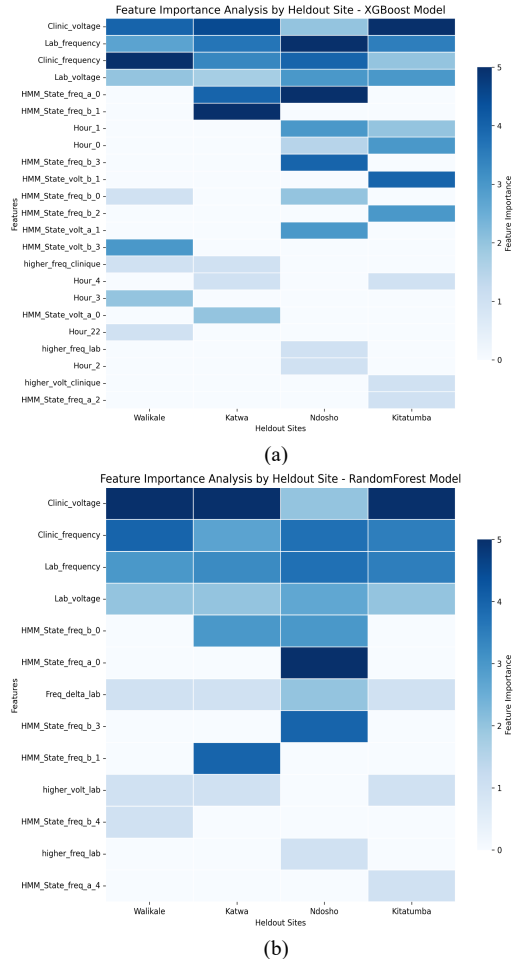 Feature Importance Analysis by Heldout Site - XGBoost Model
Clinic_voltage
Lab_frequency
Clinic_frequency
Lab_voltage
HMM_State_freq_a_0
HMM_State_freq_b_1
Hour_1
Hour_0
HMM_State_freq_b_3
HMM_State_volt_b_1
HMM_State_freq_b_0
HMM_State_freq_b_2
HMM_State_volt_a_1
HMM_State_volt_b_3
higher_freq_clinique
Hour_4
Hour_3
HMM_State_volt_a_0
Hour_22
higher_freq_lab
Hour_2
higher_volt_clinique
HMM_State_freq_a_2
Features
Walikale Katwa Ndosho Kitatumba
Heldout Sites
5
4
3
2
1
0
Feature Importance
(a)
Feature Importance Analysis by Heldout Site - RandomForest Model
Clinic_voltage
Clinic_frequency
Lab_frequency
Lab_voltage
HMM_State_freq_b_0
HMM_State_freq_a_0
Freq_delta_lab
HMM_State_freq_b_3
HMM_State_freq_b_1
higher_volt_lab
HMM_State_freq_b_4
higher_freq_lab
HMM_State_freq_a_4
Features
Walikale Katwa Ndosho Kitatumba
Heldout Sites
5
4
3
2
1
0
Feature Importance
(b)